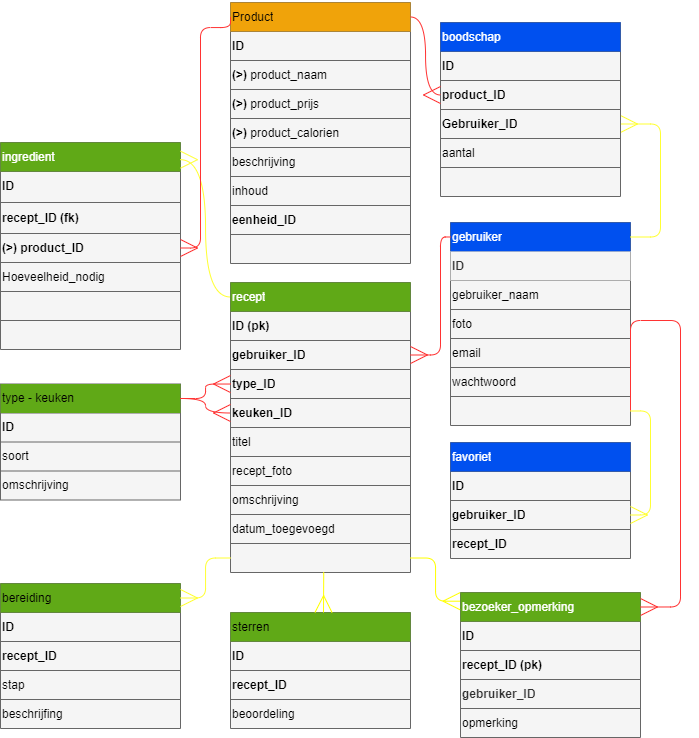 Product
ID
(>) product_naam
(>) product_prijs
(>) product_calorien
beschrijving
inhoud
eenheid_ID
boodschap
ID
product_ID
Gebruiker_ID
aantal
ingredient
ID
recept_ID (fk)
(>) product_ID
Hoeveelheid_nodig
gebruiker
ID
gebruiker_naam
foto
email
wachtwoord
recept
ID (pk)
gebruiker_ID
type_ID
keuken_ID
titel
recept_foto
omschrijving
datum_toegevoegd
type - keuken
ID
soort
omschrijving
favoriet
ID
gebruiker_ID
recept_ID
bereiding
ID
recept_ID
stap
beschrijfing
sterren
ID
recept_ID
beoordeling
bezoeker_opmerking
ID
recept_ID (pk)
gebruiker_ID
opmerking